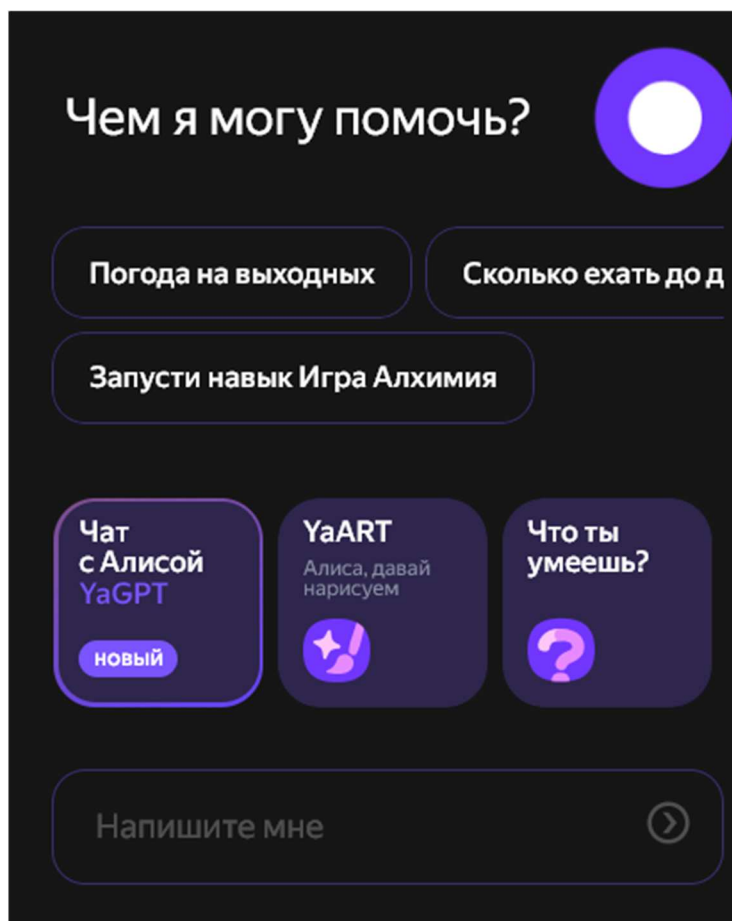 Чем я могу помочь?
Погода на выходных
Сколько ехать до д
Запусти навык Игра Алхимия
Чат
с Алисой
YaGPT
новый
YaART
Алиса, давай
нарисуем
Что ты
умеешь?
Напишите мне